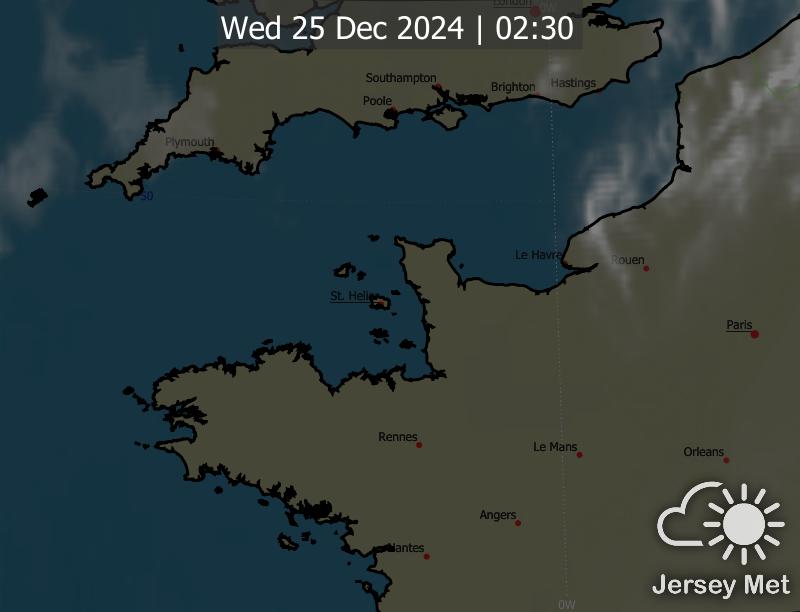 London
0W
Wed 25 Dec 2024 | 02:30
Southampton
Brighton
Hastings
Poole
Plymouth
50
Le Havre
Rouen
St. Helier
Paris
Rennes
Le Mans
Orleans
Angers
Nantes
Jersey Met
0W